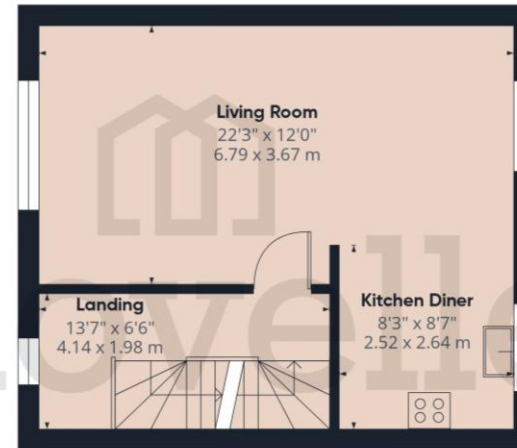 Living Room
22'3" x 12'0"
6.79 x 3.67 m
Landing
13'7" x 6'6"
4.14 x 1.98 m
Kitchen Diner
8'3" x 8'7"
2.52 x 2.64 m
ovelle